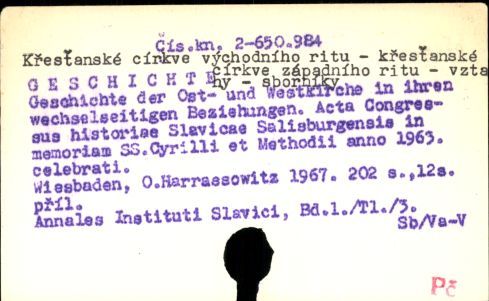 Čís.kn, 2-650.984
Křesťanské církve východního ritu - křesťanské
církve západního ritu - vzta
G E S C H I C H T E
hy - sborníky
Geschichte der Ost- und Westkirche in ihren
wechselseitigen Beziehungen. Acta Congres-
sus historiae Slavicae Salisburgensis in
memoriam SS.Cyrilli et Methodii anno 1963.
celebrati.
Wiesbaden, O.Harrassowitz 1967. 202 s.,12s.
příl.
Annales Instituti Slavici, Bd.1./Tl./3.
Sb/Va-V
Pč